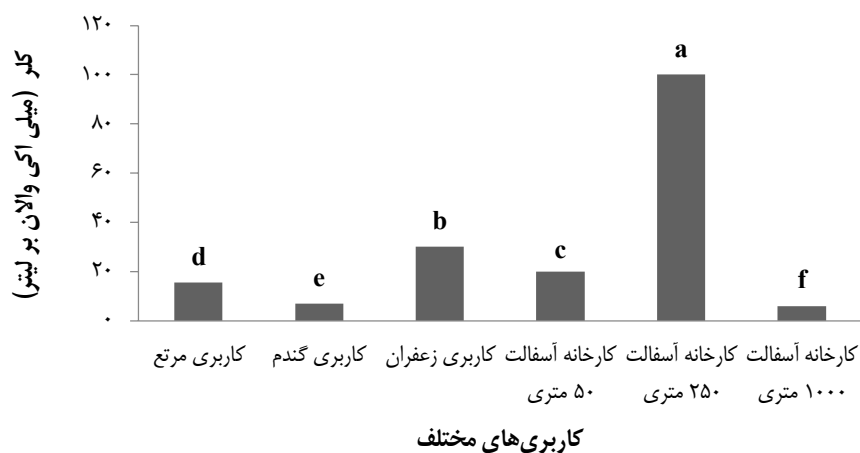 کلر (میلی اکی والان بر لیتر)
۱۲۰
۱۰۰
۸۰
۶۰
۴۰
۲۰
۰
d
e
b
c
a
f
کاربری مرتع
کاربری گندم
کاربری زعفران
کارخانه آسفالت
۵۰ متری
کارخانه آسفالت
۲۵۰ متری
کارخانه آسفالت
۱۰۰۰ متری
کاربری‌های مختلف